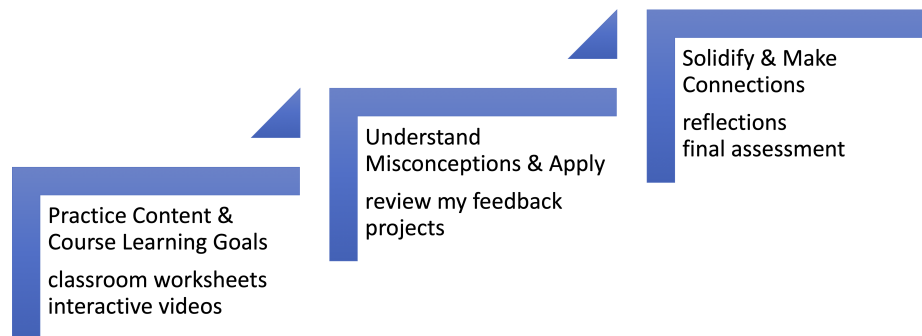 Practice Content &
Course Learning Goals
classroom worksheets
interactive videos
Understand
Misconceptions & Apply
review my feedback
projects
Solidify & Make
Connections
reflections
final assessment